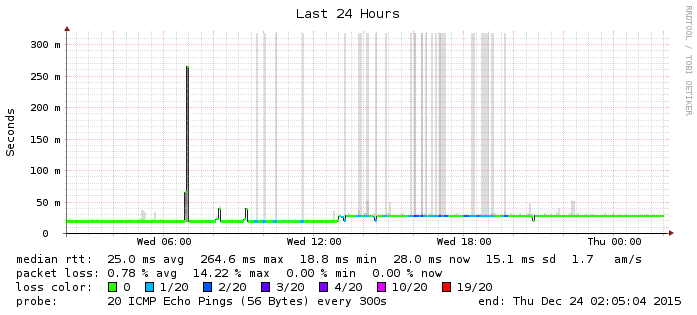 Last 24 Hours
RRDTOOL / TOBI OETIKER
Seconds
300 m
250 m
200 m
150 m
100 m
50 m
0
Wed 06:00 Wed 12:00 Wed 18:00 Thu 00:00
median rtt: 25.0 ms avg 264.6 ms max 18.8 ms min 28.0 ms now 15.1 ms sd 1.7 am/s
packet loss: 0.78 % avg 14.22 % max 0.00 % min 0.00 % now
loss color: 0 1/20 2/20 3/20 4/20 10/20 19/20
probe: 20 ICMP Echo Pings (56 Bytes) every 300s end: Thu Dec 24 02:05:04 2015